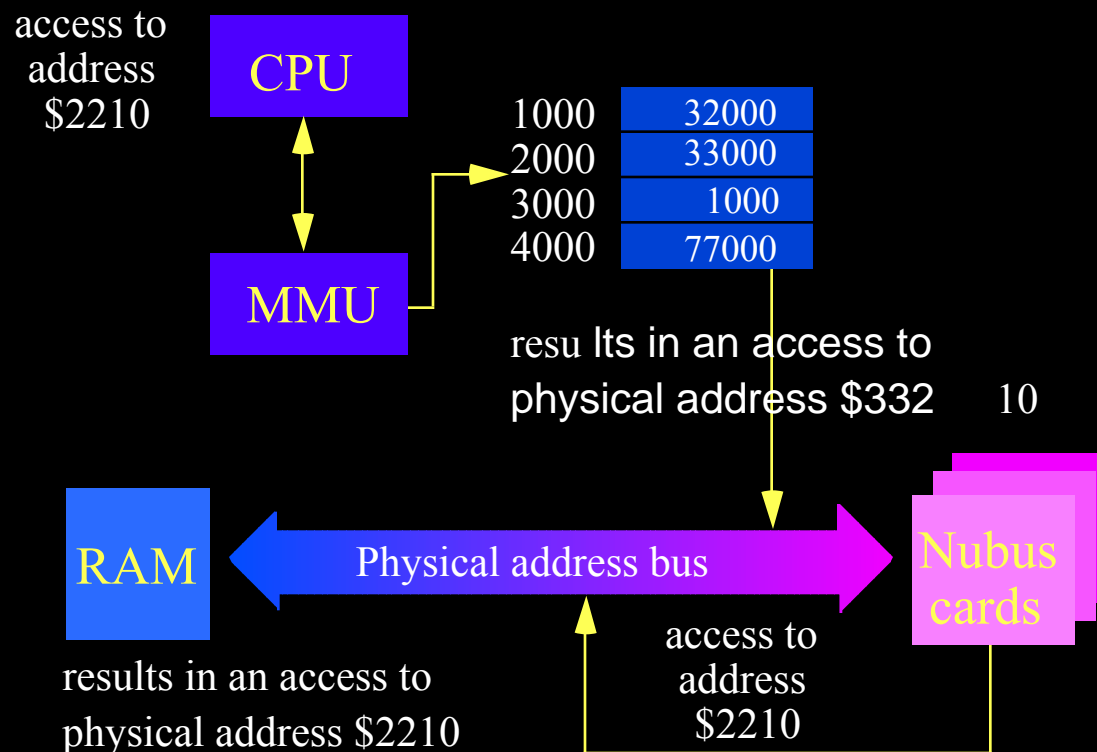 access to
address
$2210
CPU
1000 32000
2000 33000
3000 1000
4000 77000
MMU
resu lts in an access to
physical address $332 10
RAM
Physical address bus
Nubus
cards
access to
address
$2210
results in an access to
physical address $2210